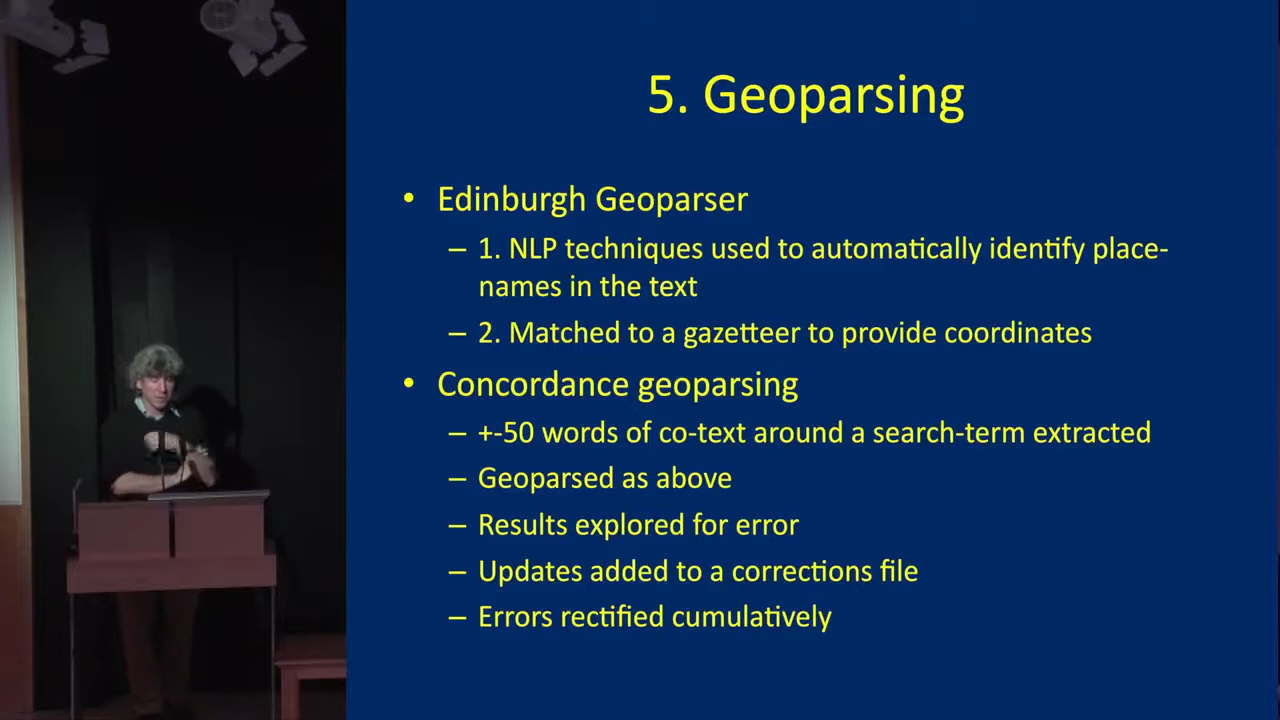 5. Geoparsing
• Edinburgh Geoparser
– 1. NLP techniques used to automatically identify place-
names in the text
– 2. Matched to a gazetteer to provide coordinates
• Concordance geoparsing
– +-50 words of co-text around a search-term extracted
– Geoparsed as above
– Results explored for error
– Updates added to a corrections file
– Errors rectified cumulatively